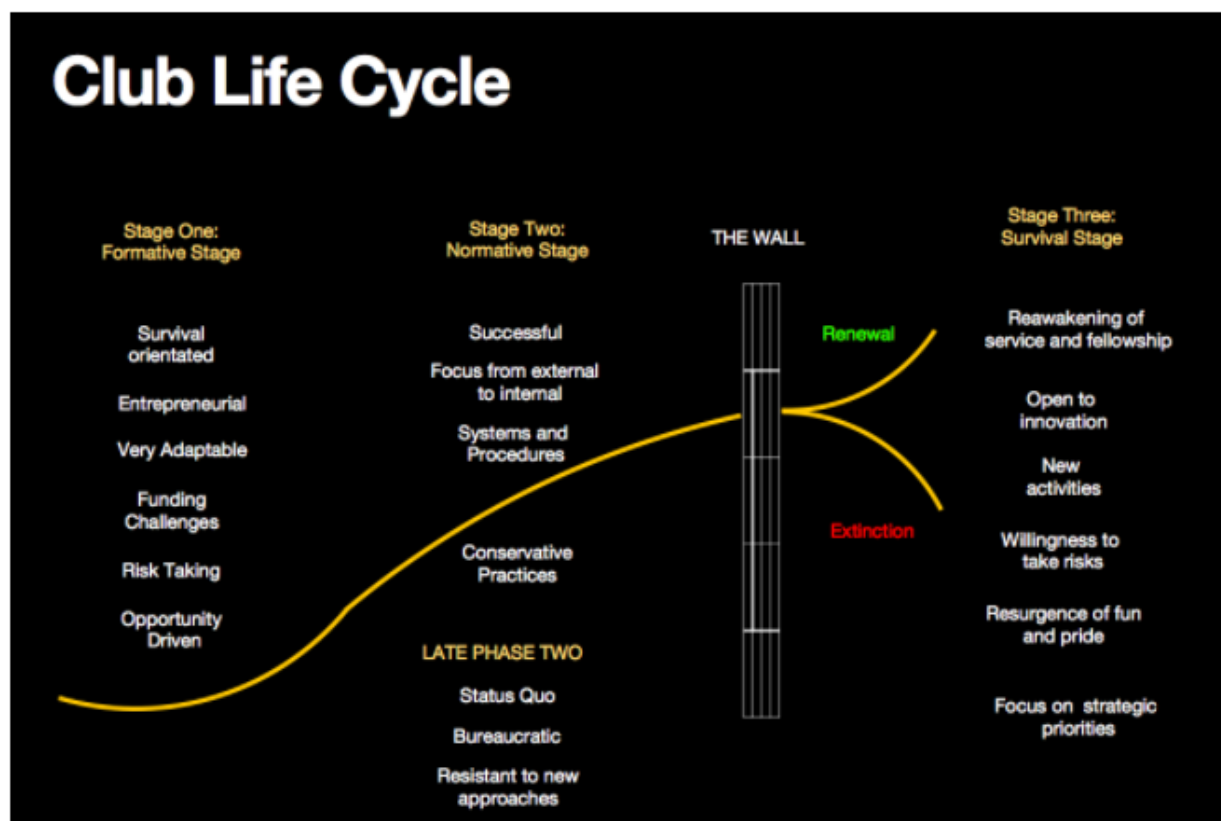 Club Life Cycle
Stage One:
Formative Stage
Survival
orientated
Entrepreneurial
Very Adaptable
Funding
Challenges
Risk Taking
Opportunity
Driven
Stage Two:
Normative Stage
Successful
Focus from external
to internal
Systems and
Procedures
Conservative
Practices
LATE PHASE TWO
Status Quo
Bureaucratic
Resistant to new
approaches
THE WALL
Renewal
Extinction
Stage Three:
Survival Stage
Reawakening of
service and fellowship
Open to
innovation
New
activities
Willingness to
take risks
Resurgence of fun
and pride
Focus on strategic
priorities